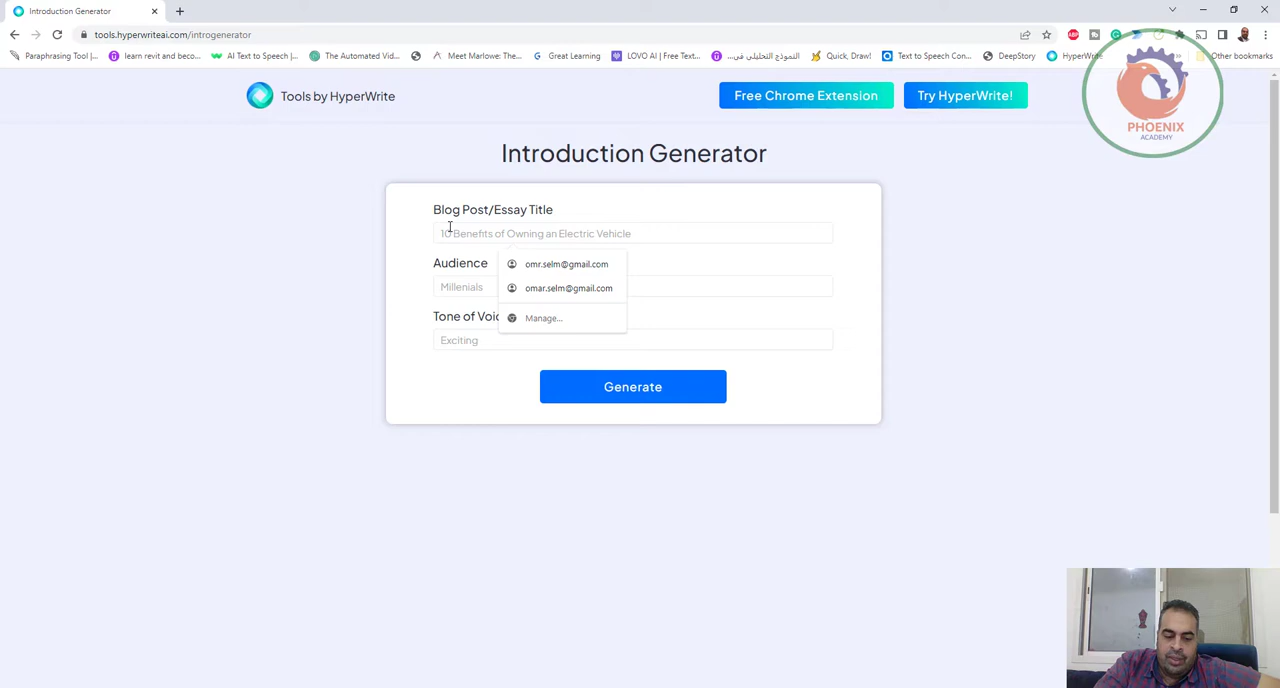 Introduction Generator
tools.hyperwriteai.com/introgenerator
Paraphrasing Tool |...
learn revit and beco...
AI Text to Speech |...
The Automated Vid...
Meet Marlowe: The...
Great Learning
LOVO AI | Free Text...
النموذج التحليلي في...
Quick, Draw!
Text to Speech Con...
DeepStory
HyperWrite
Other bookmarks
Tools by HyperWrite
Free Chrome Extension
Try HyperWrite!
PHOENIX
ACADEMY
Introduction Generator
Blog Post/Essay Title
10 Benefits of Owning an Electric Vehicle
omr.selm@gmail.com
Audience
Millenials
omar.selm@gmail.com
Manage...
Tone of Voic
Exciting
Generate